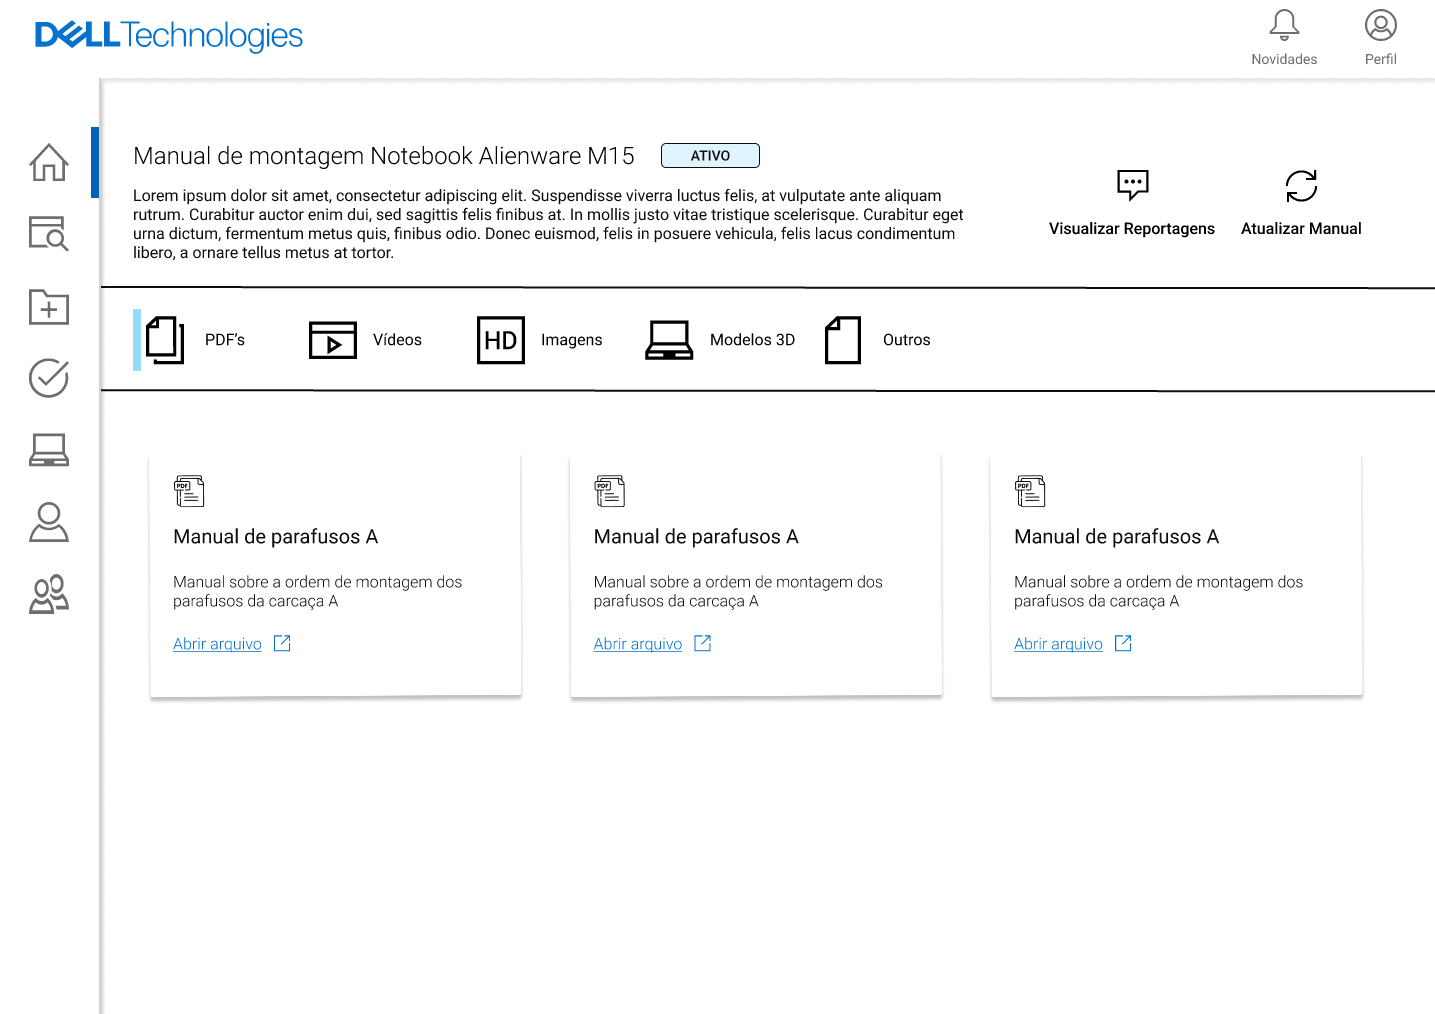 DELL Technologies
Novidades
Perfil
Manual de montagem Notebook Alienware M15
ATIVO
Lorem ipsum dolor sit amet, consectetur adipiscing elit. Suspendisse viverra luctus felis, at vulputate ante aliquam
rutrum. Curabitur auctor enim dui, sed sagittis felis finibus at. In mollis justo vitae tristique scelerisque. Curabitur eget
urna dictum, fermentum metus quis, finibus odio. Donec euismod, felis in posuere vehicula, felis lacus condimentum
libero, a ornare tellus metus at tortor.
Visualizar Reportagens
Atualizar Manual
PDF’s
Vídeos
HD
Imagens
Modelos 3D
Outros
PDF
Manual de parafusos A
Manual sobre a ordem de montagem dos
parafusos da carcaça A
Abrir arquivo
PDF
Manual de parafusos A
Manual sobre a ordem de montagem dos
parafusos da carcaça A
Abrir arquivo
PDF
Manual de parafusos A
Manual sobre a ordem de montagem dos
parafusos da carcaça A
Abrir arquivo